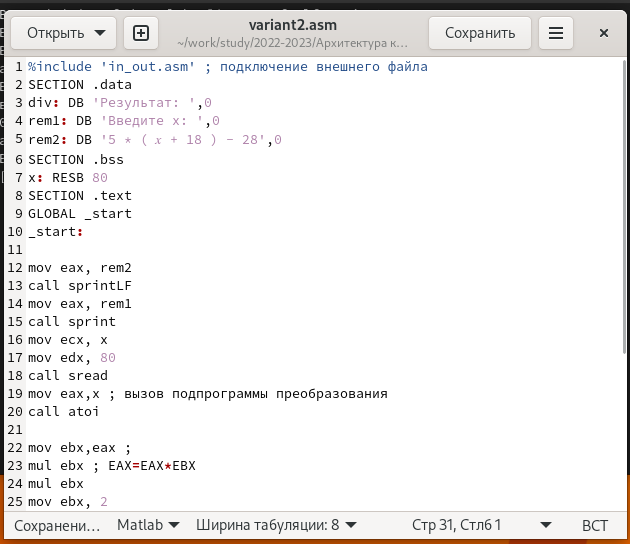 Открыть
variant2.asm
~/work/study/2022-2023/Архитектура к...
Сохранить
1 %include 'in_out.asm' ; подключение внешнего файла
2 SECTION .data
3 div: DB 'Результат: ',0
4 rem1: DB 'Введите x: ',0
5 rem2: DB '5 * ( 𝑥 + 18 ) − 28',0
6 SECTION .bss
7 x: RESB 80
8 SECTION .text
9 GLOBAL _start
10 _start:
11
12 mov eax, rem2
13 call sprintLF
14 mov eax, rem1
15 call sprint
16 mov ecx, x
17 mov edx, 80
18 call sread
19 mov eax,x ; вызов подпрограммы преобразования
20 call atoi
21
22 mov ebx,eax ;
23 mul ebx ; EAX=EAX*EBX
24 mul ebx
25 mov ebx, 2
Сохранени... Matlab Ширина табуляции: 8 Стр 31, Стлб 1 ВСТ